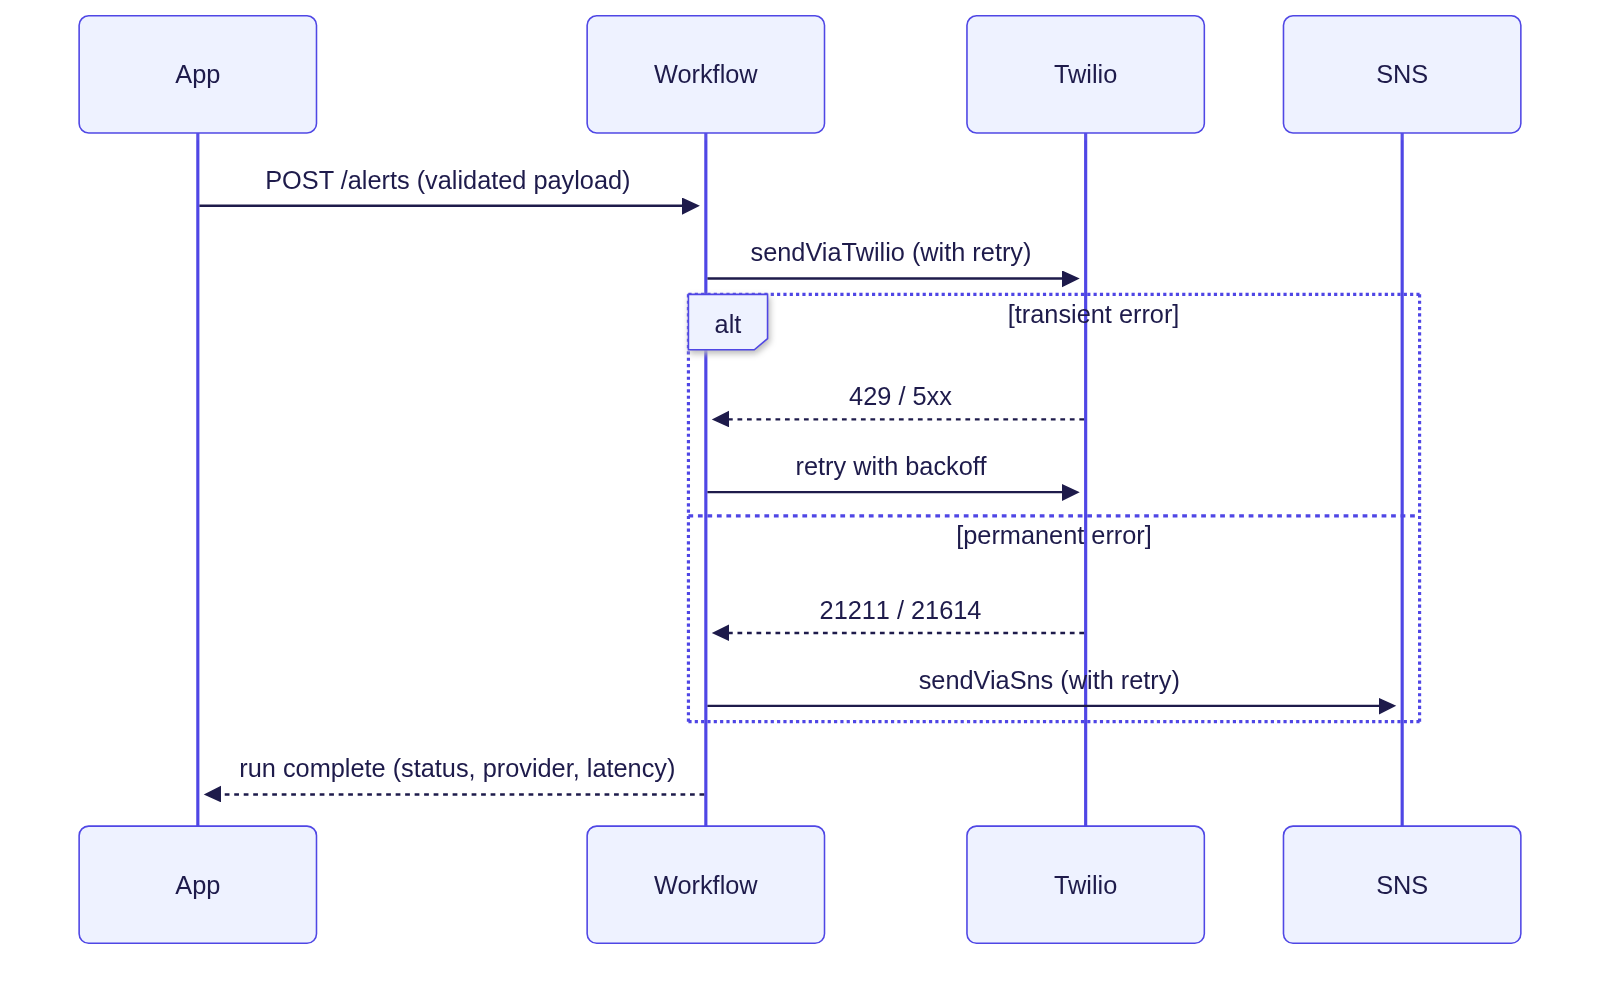 App
Workflow
Twilio
SNS
POST /alerts (validated payload)
sendViaTwilio (with retry)
alt
[transient error]
429 / 5xx
retry with backoff
[permanent error]
21211 / 21614
sendViaSns (with retry)
run complete (status, provider, latency)
App
Workflow
Twilio
SNS